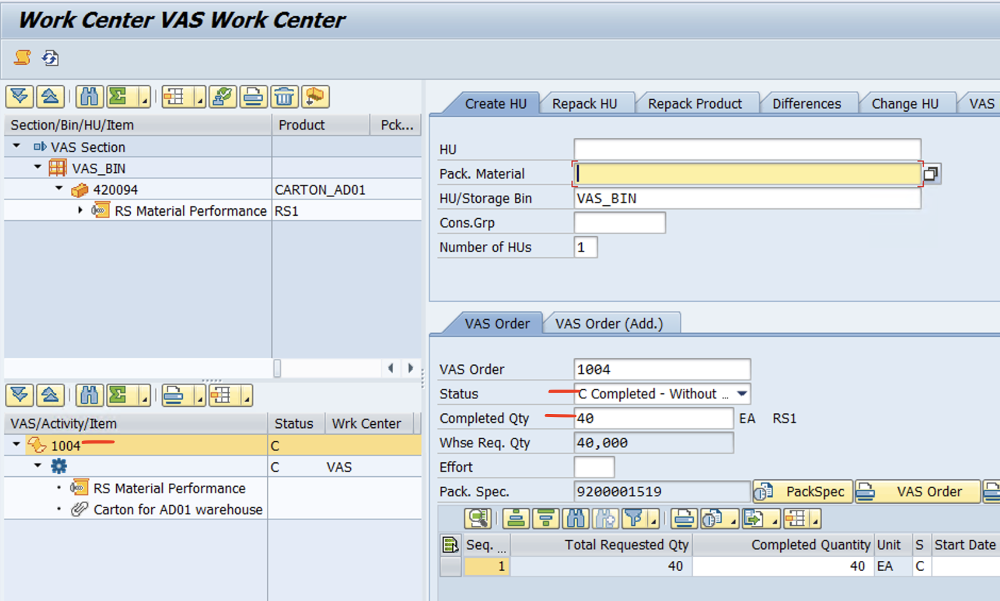 Work Center VAS Work Center
Section/Bin/HU/Item Product Pck...
VAS Section
VAS_BIN
420094 CARTON_AD01
RS Material Performance RS1
Create HU Repack HU Repack Product Differences Change HU VAS
HU
Pack. Material
HU/Storage Bin VAS_BIN
Cons.Grp
Number of HUs 1
VAS/Activity/Item Status Wrk Center
1004 C
C VAS
RS Material Performance
Carton for AD01 warehouse
VAS Order VAS Order (Add.)
VAS Order 1004
Status C Completed - Without ...
Completed Qty 40 EA RS1
Whse Req. Qty 40,000
Effort
Pack. Spec. 9200001519 PackSpec VAS Order
Seq. ... Total Requested Qty Completed Quantity Unit S Start Date
1 40 40 EA C